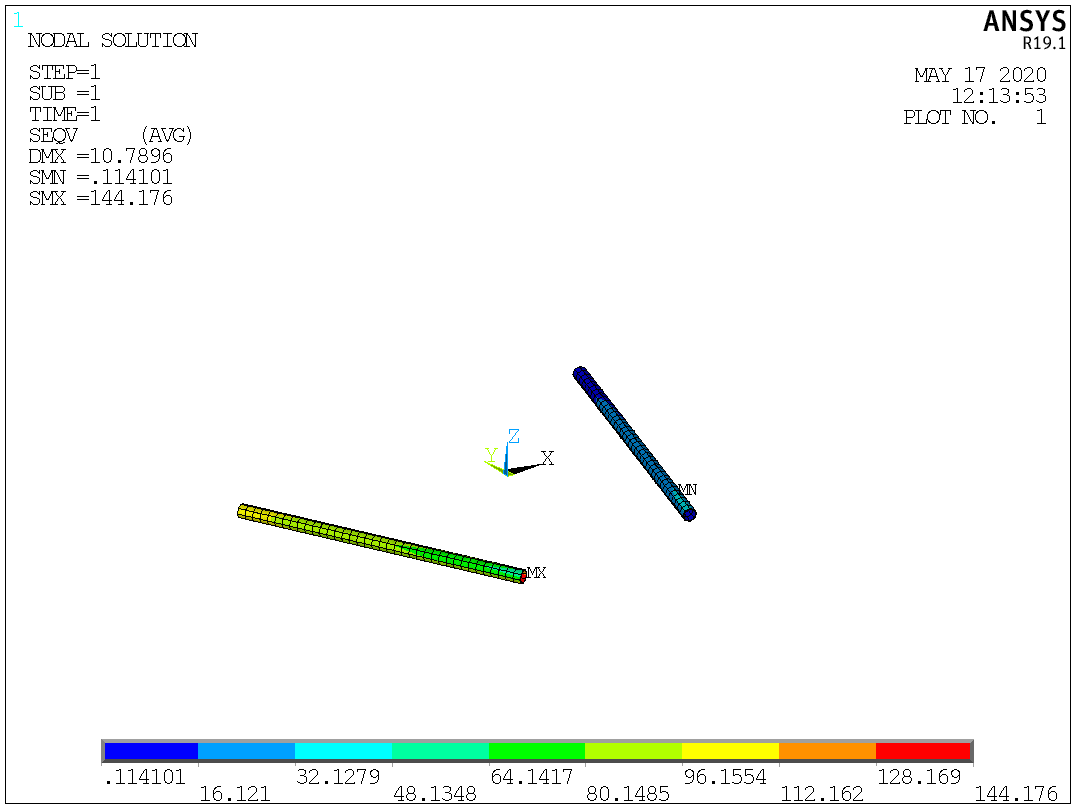 1
NODAL SOLUTION
STEP=1
SUB =1
TIME=1
SEQV (AVG)
DMX =10.7896
SMN =.114101
SMX =144.176
ANSYS
R19.1
MAY 17 2020
12:13:53
PLOT NO. 1
Z
Y
X
MN
MX
.114101
16.121
32.1279
48.1348
64.1417
80.1485
96.1554
112.162
128.169
144.176